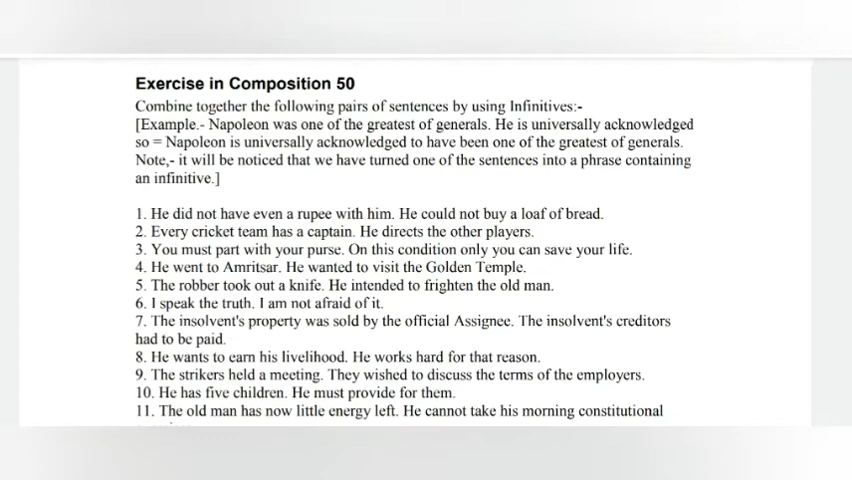 Exercise in Composition 50
Combine together the following pairs of sentences by using Infinitives:-
[Example.- Napoleon was one of the greatest of generals. He is universally acknowledged
so = Napoleon is universally acknowledged to have been one of the greatest of generals.
Note,- it will be noticed that we have turned one of the sentences into a phrase containing
an infinitive.]
1. He did not have even a rupee with him. He could not buy a loaf of bread.
2. Every cricket team has a captain. He directs the other players.
3. You must part with your purse. On this condition only you can save your life.
4. He went to Amritsar. He wanted to visit the Golden Temple.
5. The robber took out a knife. He intended to frighten the old man.
6. I speak the truth. I am not afraid of it.
7. The insolvent's property was sold by the official Assignee. The insolvent's creditors
had to be paid.
8. He wants to earn his livelihood. He works hard for that reason.
9. The strikers held a meeting. They wished to discuss the terms of the employers.
10. He has five children. He must provide for them.
11. The old man has now little energy left. He cannot take his morning constitutional